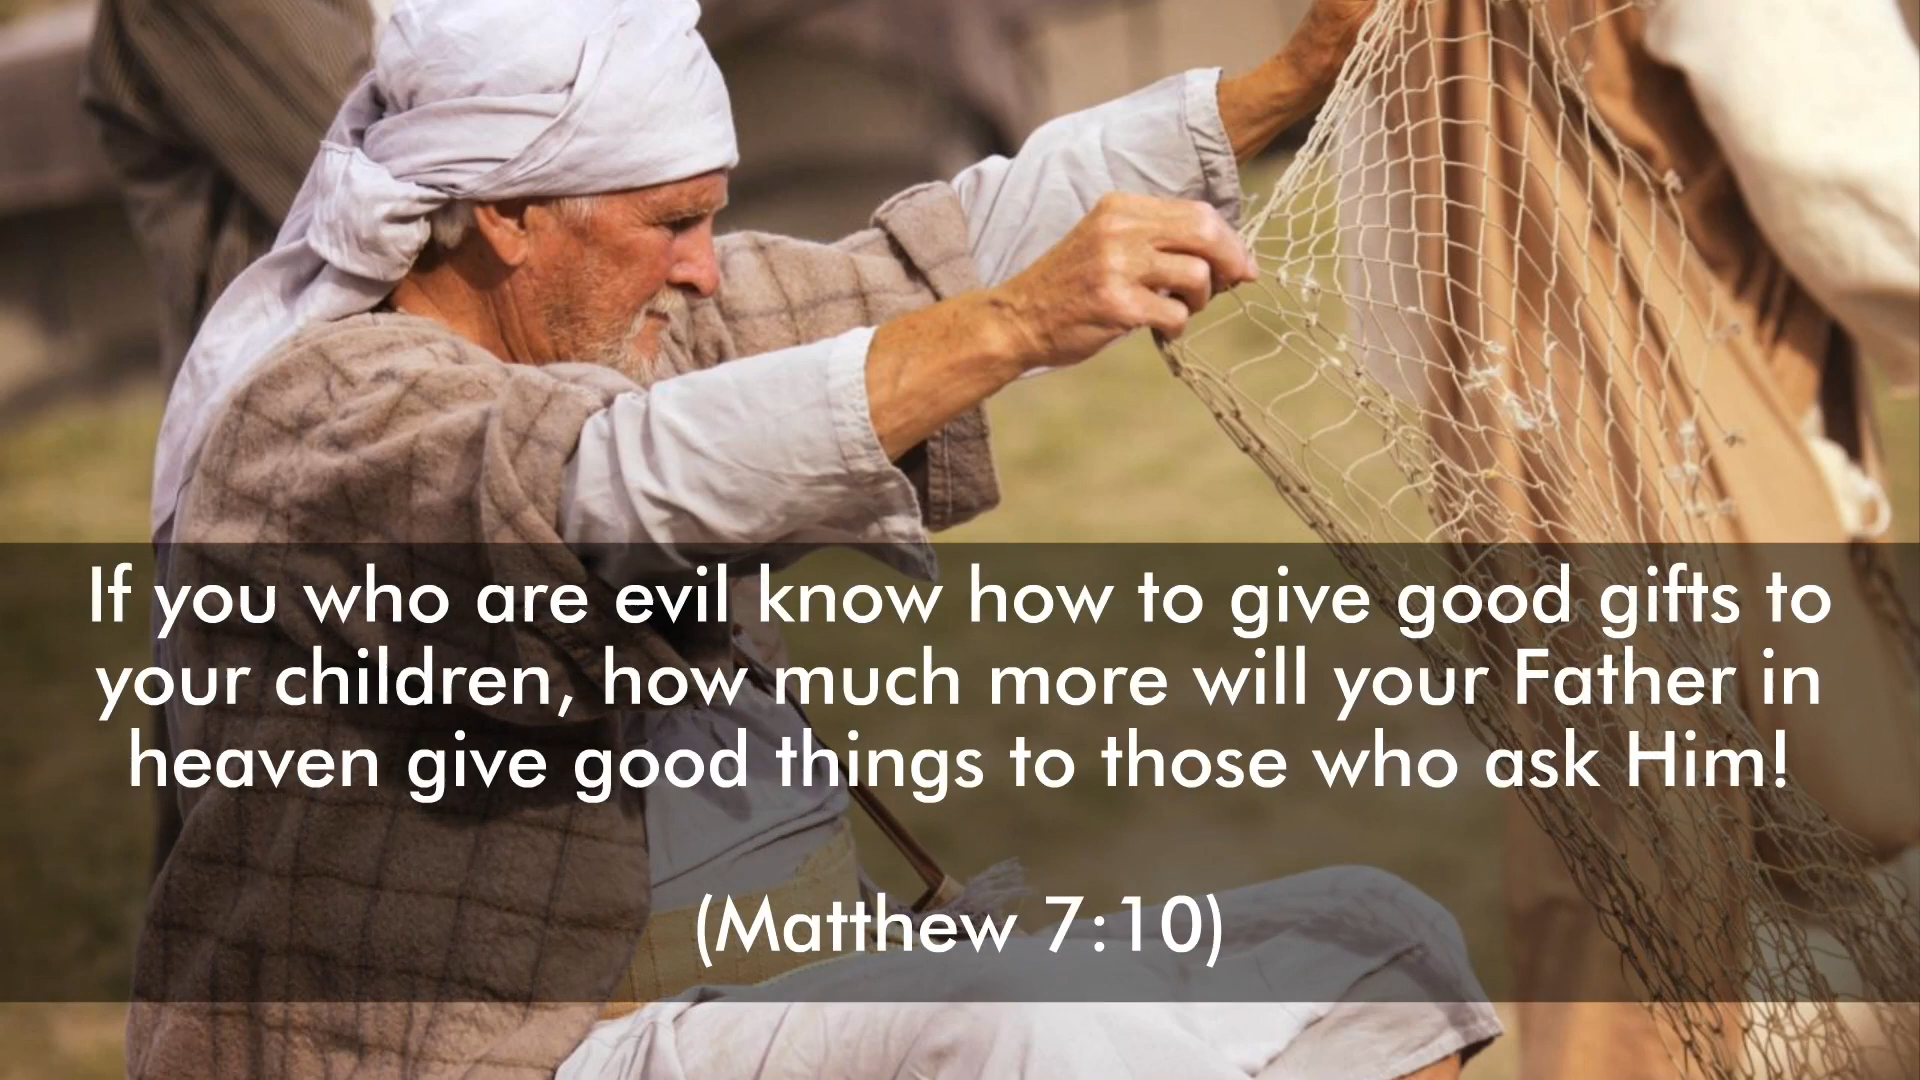 If you who are evil know how to give good gifts to
your children, how much more will your Father in
heaven give good things to those who ask Him!
(Matthew 7:10)